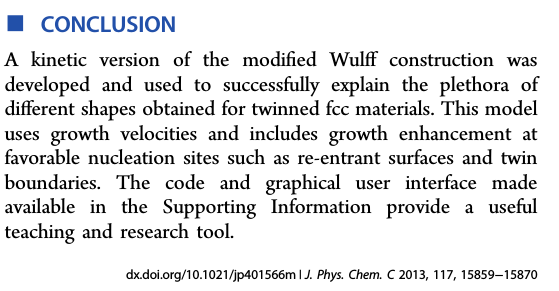 ■ CONCLUSION
A kinetic version of the modified Wulff construction was
developed and used to successfully explain the plethora of
different shapes obtained for twinned fcc materials. This model
uses growth velocities and includes growth enhancement at
favorable nucleation sites such as re-entrant surfaces and twin
boundaries. The code and graphical user interface made
available in the Supporting Information provide a useful
teaching and research tool.
dx.doi.org/10.1021/jp401566m | J. Phys. Chem. C 2013, 117, 15859−15870